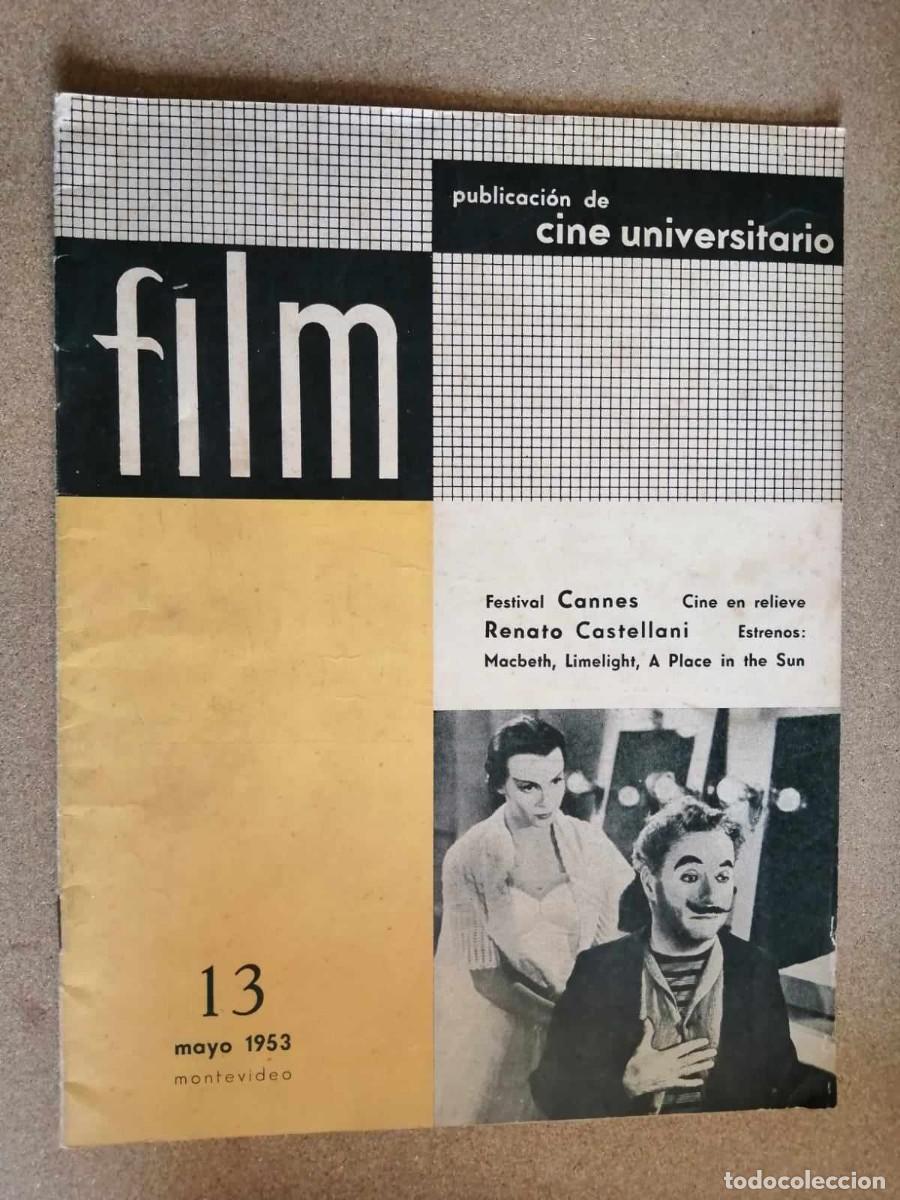 publicación de
cine universitario
film
Festival Cannes Cine en relieve
Renato Castellani Estrenos:
Macbeth, Limelight, A Place in the Sun
13
mayo 1953
montevideo
todocoleccion